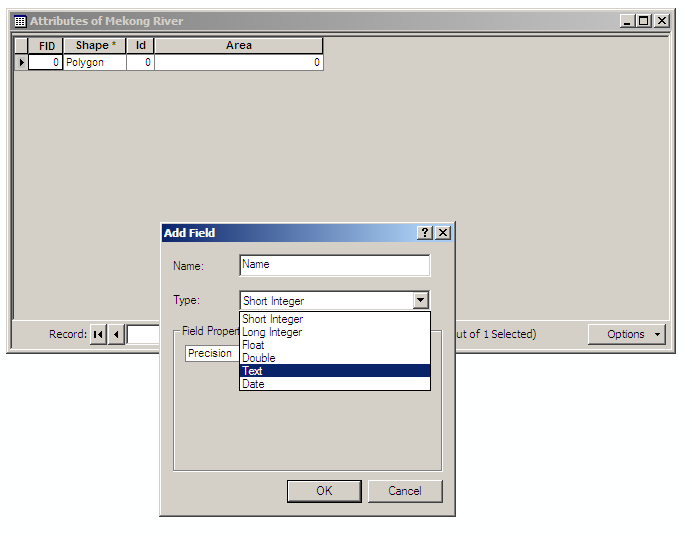 Attributes of Mekong River
FID Shape * Id Area
0 Polygon 0 0
Add Field
Name: Name
Type: Short Integer
Short Integer
Long Integer
Float
Double
Text
Date
Field Propert
Precision
Record: ut of 1 Selected) Options
OK Cancel